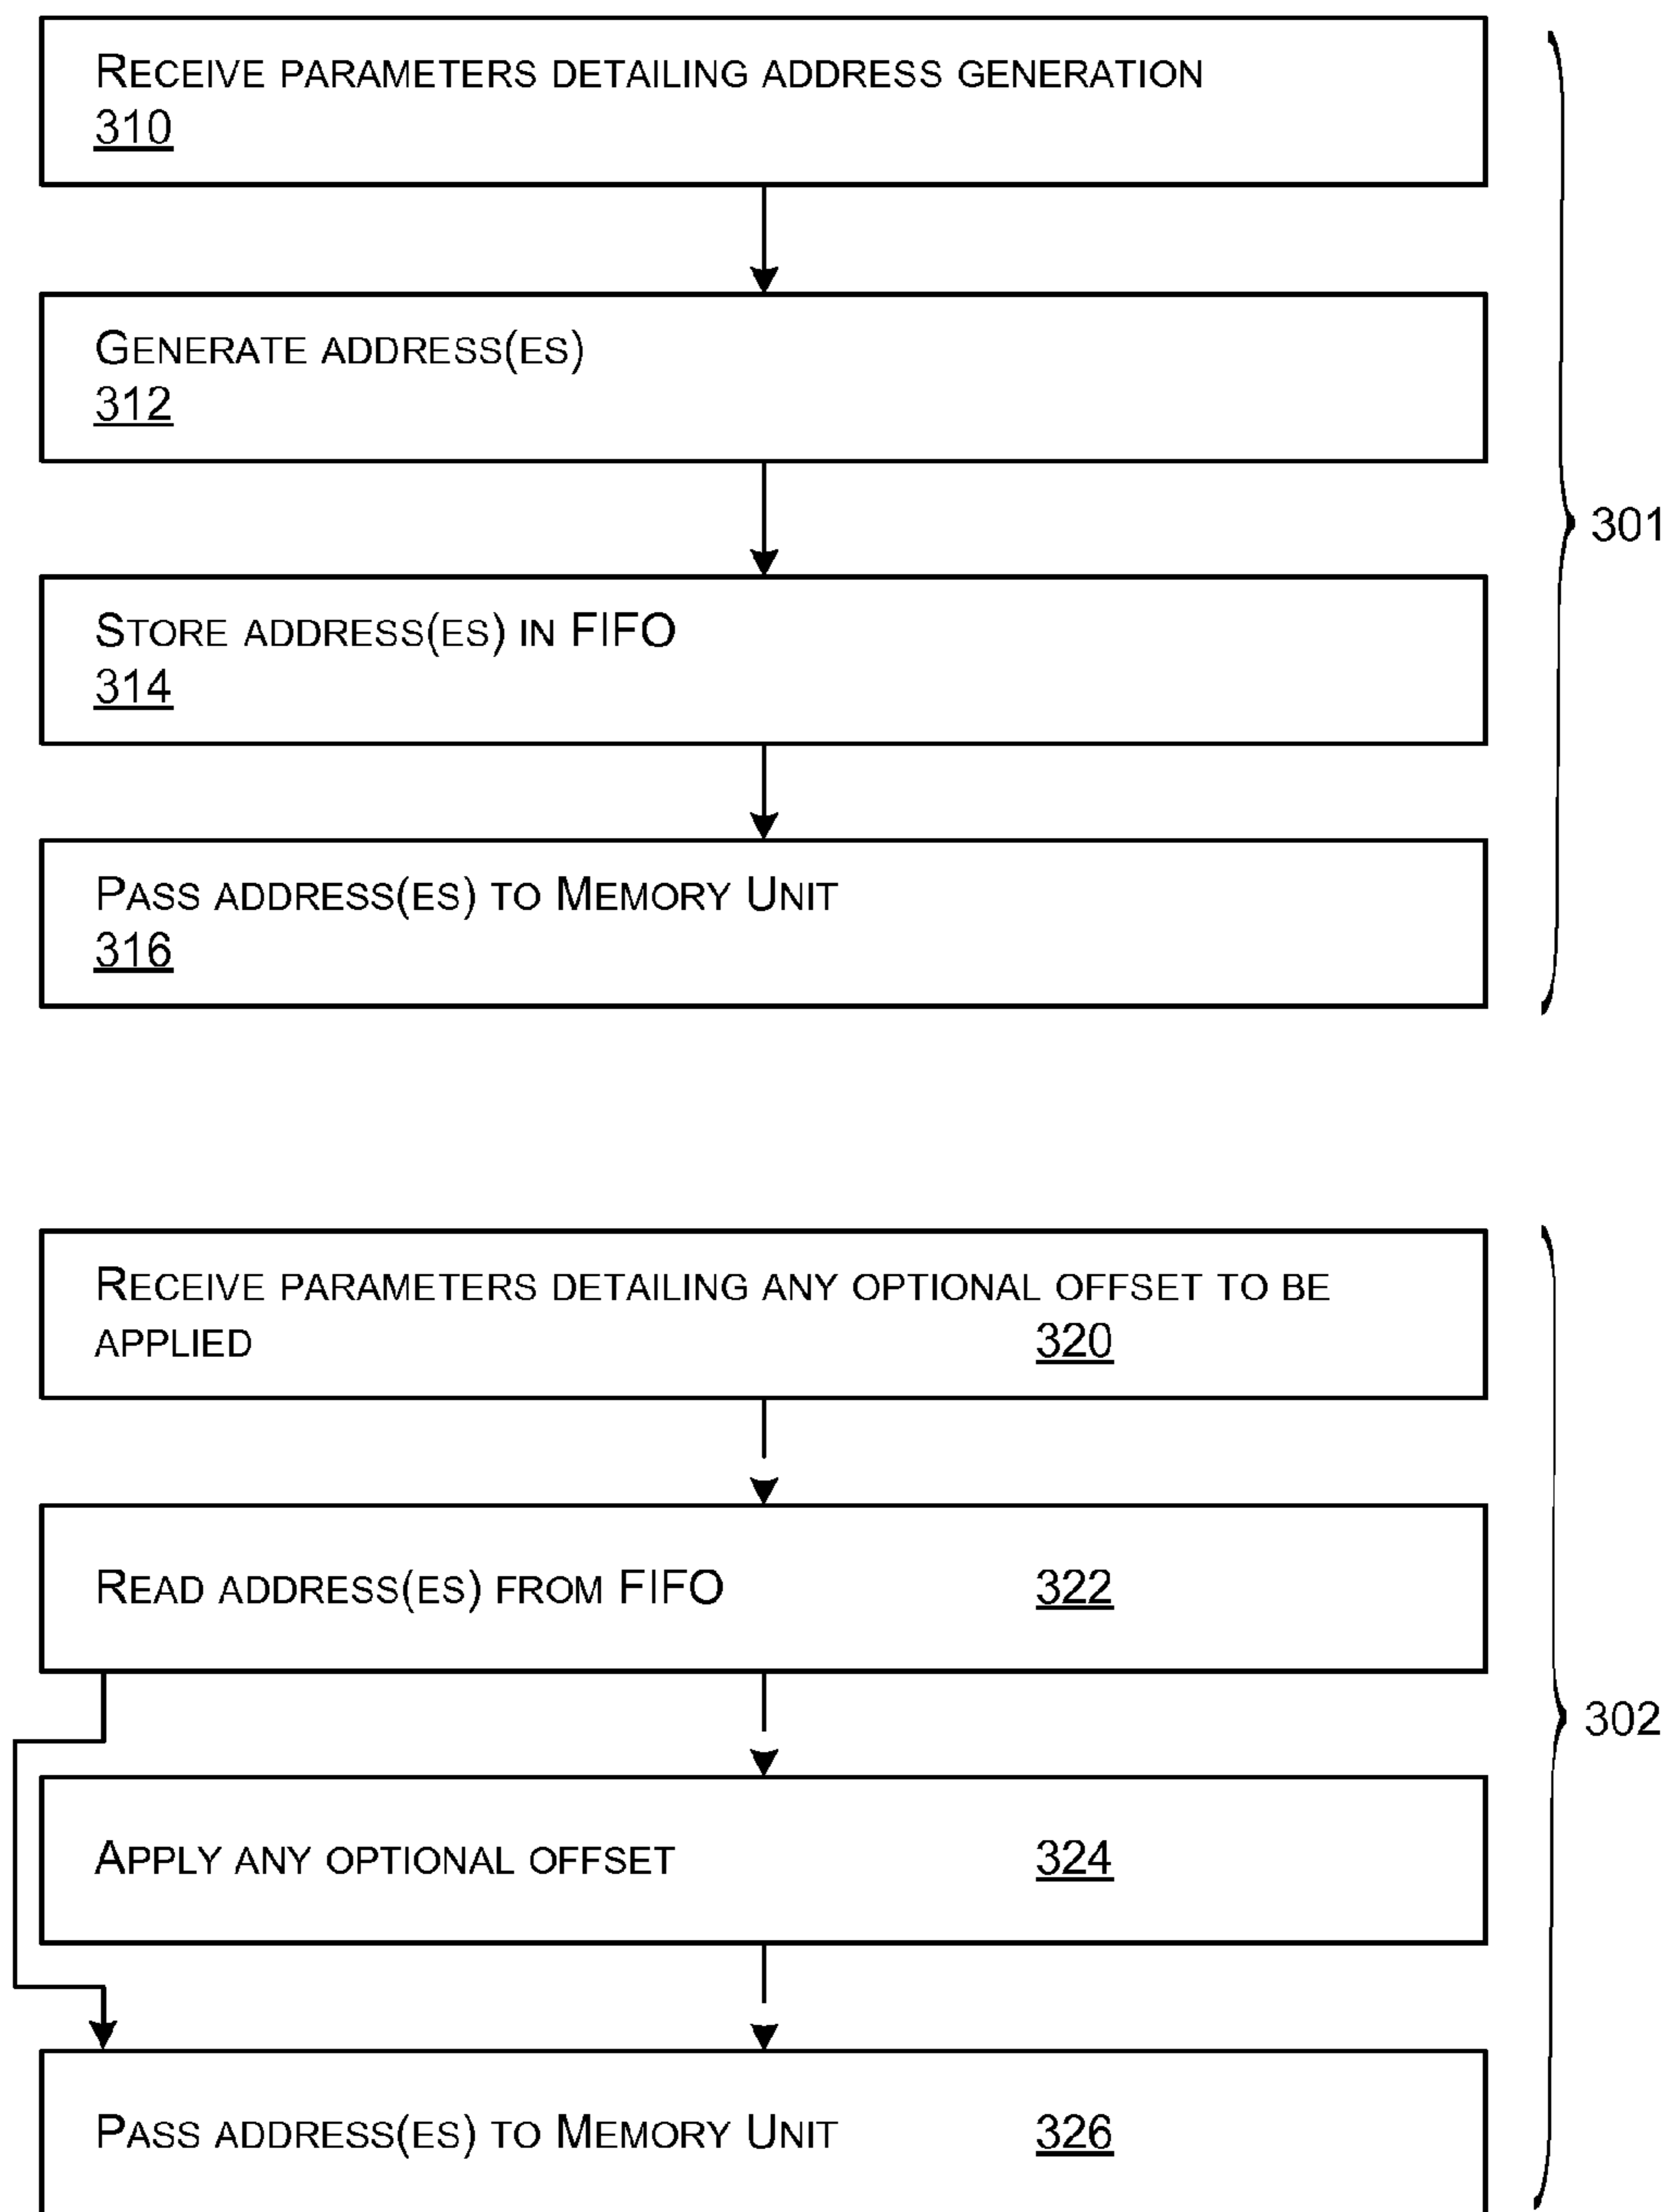 RECEIVE PARAMETERS DETAILING ADDRESS GENERATION
310
GENERATE ADDRESS(ES)
312
301
STORE ADDRESS(ES) IN FIFO
314
PASS ADDRESS(ES) TO MEMORY UNIT
316
RECEIVE PARAMETERS DETAILING ANY OPTIONAL OFFSET TO BE
APPLIED 320
READ ADDRESS(ES) FROM FIFO 322
302
APPLY ANY OPTIONAL OFFSET 324
PASS ADDRESS(ES) TO MEMORY UNIT 326